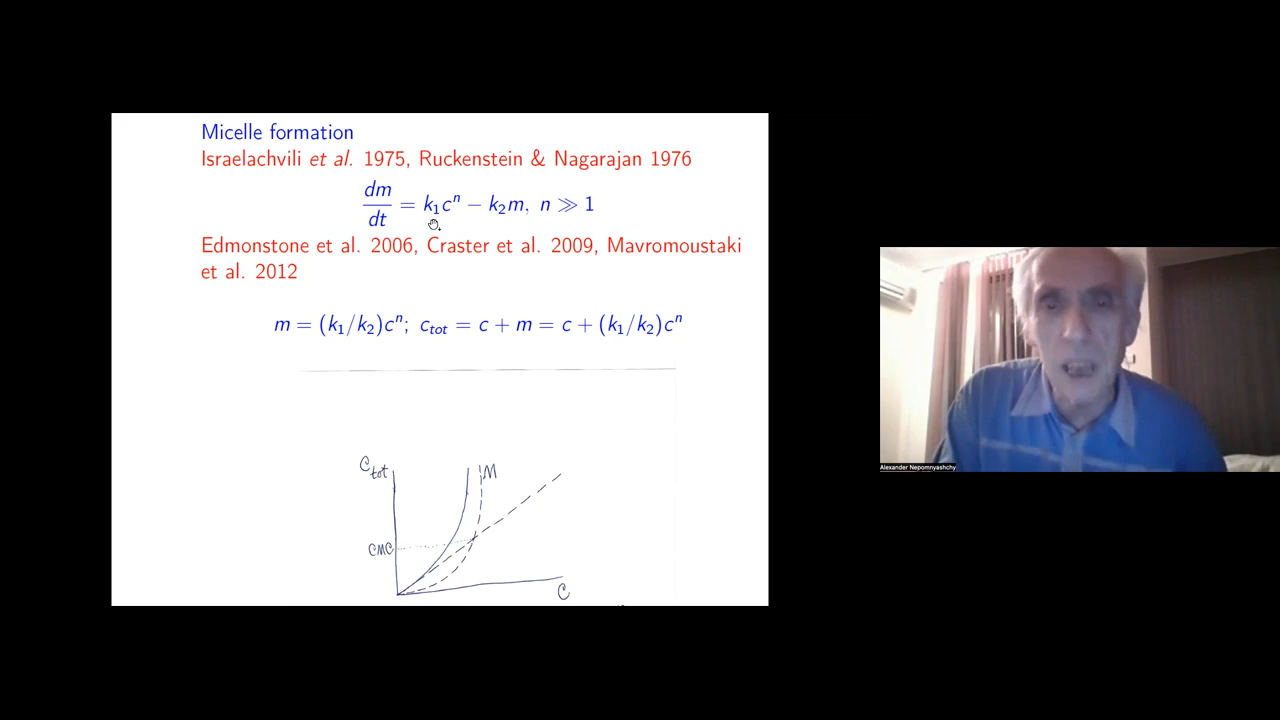 Micelle formation
Israelachvili et al. 1975, Ruckenstein & Nagarajan 1976
dm/dt = k₁cⁿ − k₂m, n ≫ 1
Edmonstone et al. 2006, Craster et al. 2009, Mavromoustaki
et al. 2012
m = (k₁/k₂)cⁿ; c_tot = c + m = c + (k₁/k₂)cⁿ
C_tot
M
CMC
C
Alexander Nepomnyashchy